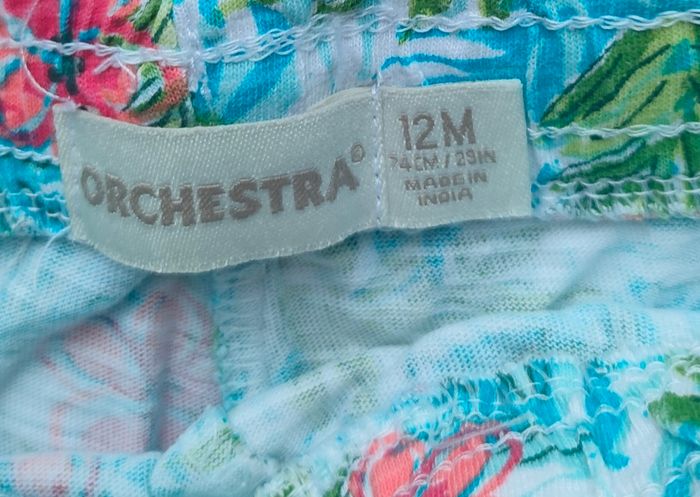 ORCHESTRA®
12M
74CM/29IN
MADE IN
INDIA